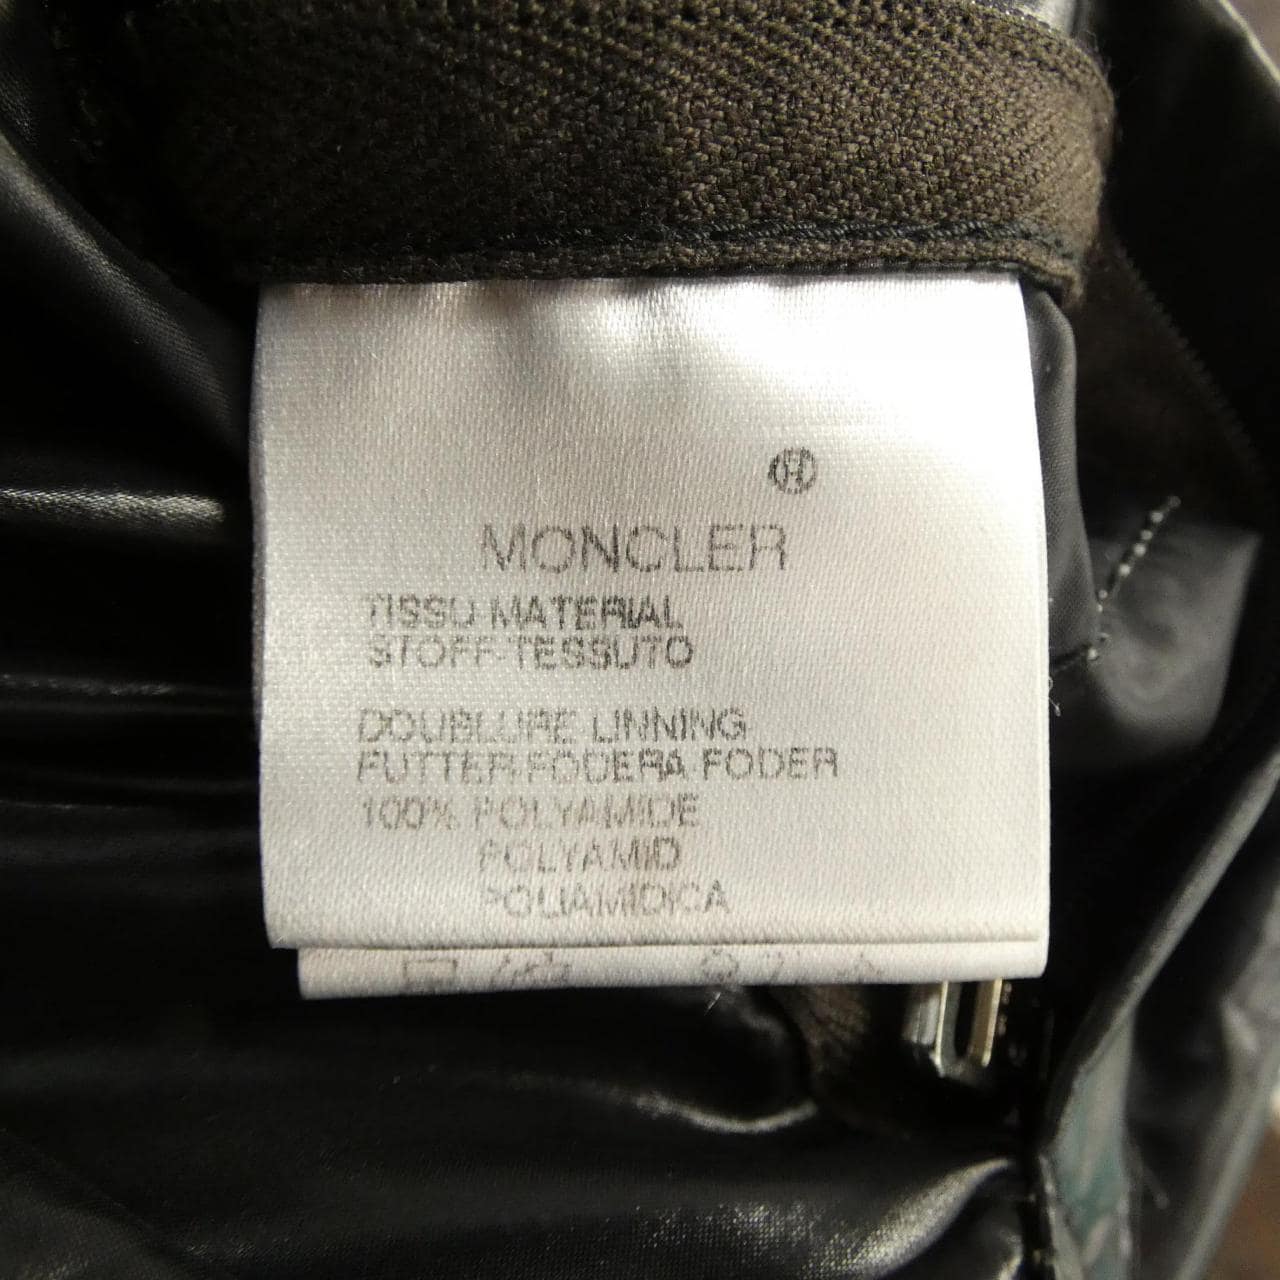 ®
MONCLER
TISSU-MATERIAL
STOFF-TESSUTO
DOUBLURE LINNING
FUTTER-FODERA FODER
100% POLYAMIDE
POLYAMID
POLIAMIDICA